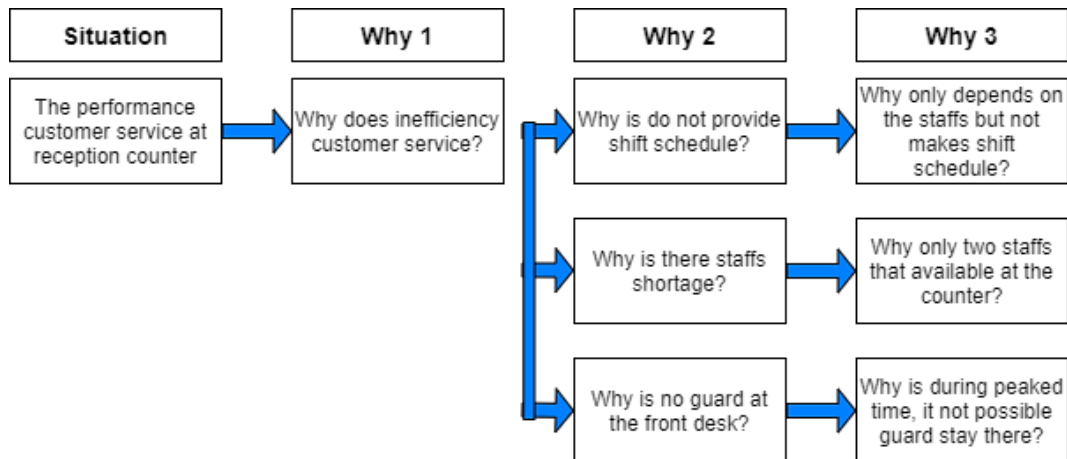 Situation
Why 1
Why 2
Why 3
The performance
customer service at
reception counter
Why does inefficiency
customer service?
Why is do not provide
shift schedule?
Why only depends on
the staffs but not
makes shift
schedule?
Why is there staffs
shortage?
Why only two staffs
that available at the
counter?
Why is no guard at
the front desk?
Why is during peaked
time, it not possible
guard stay there?